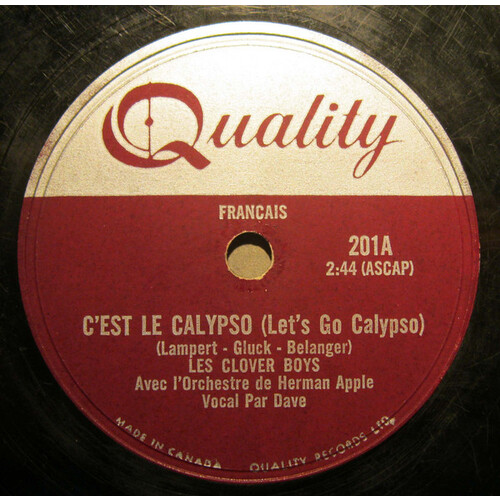 Quality
FRANCAIS
201A
2:44 (ASCAP)
C'EST LE CALYPSO (Let's Go Calypso)
(Lampert - Gluck - Belanger)
LES CLOVER BOYS
Avec l'Orchestre de Herman Apple
Vocal Par Dave
MADE IN CANADA QUALITY RECORDS LTD.